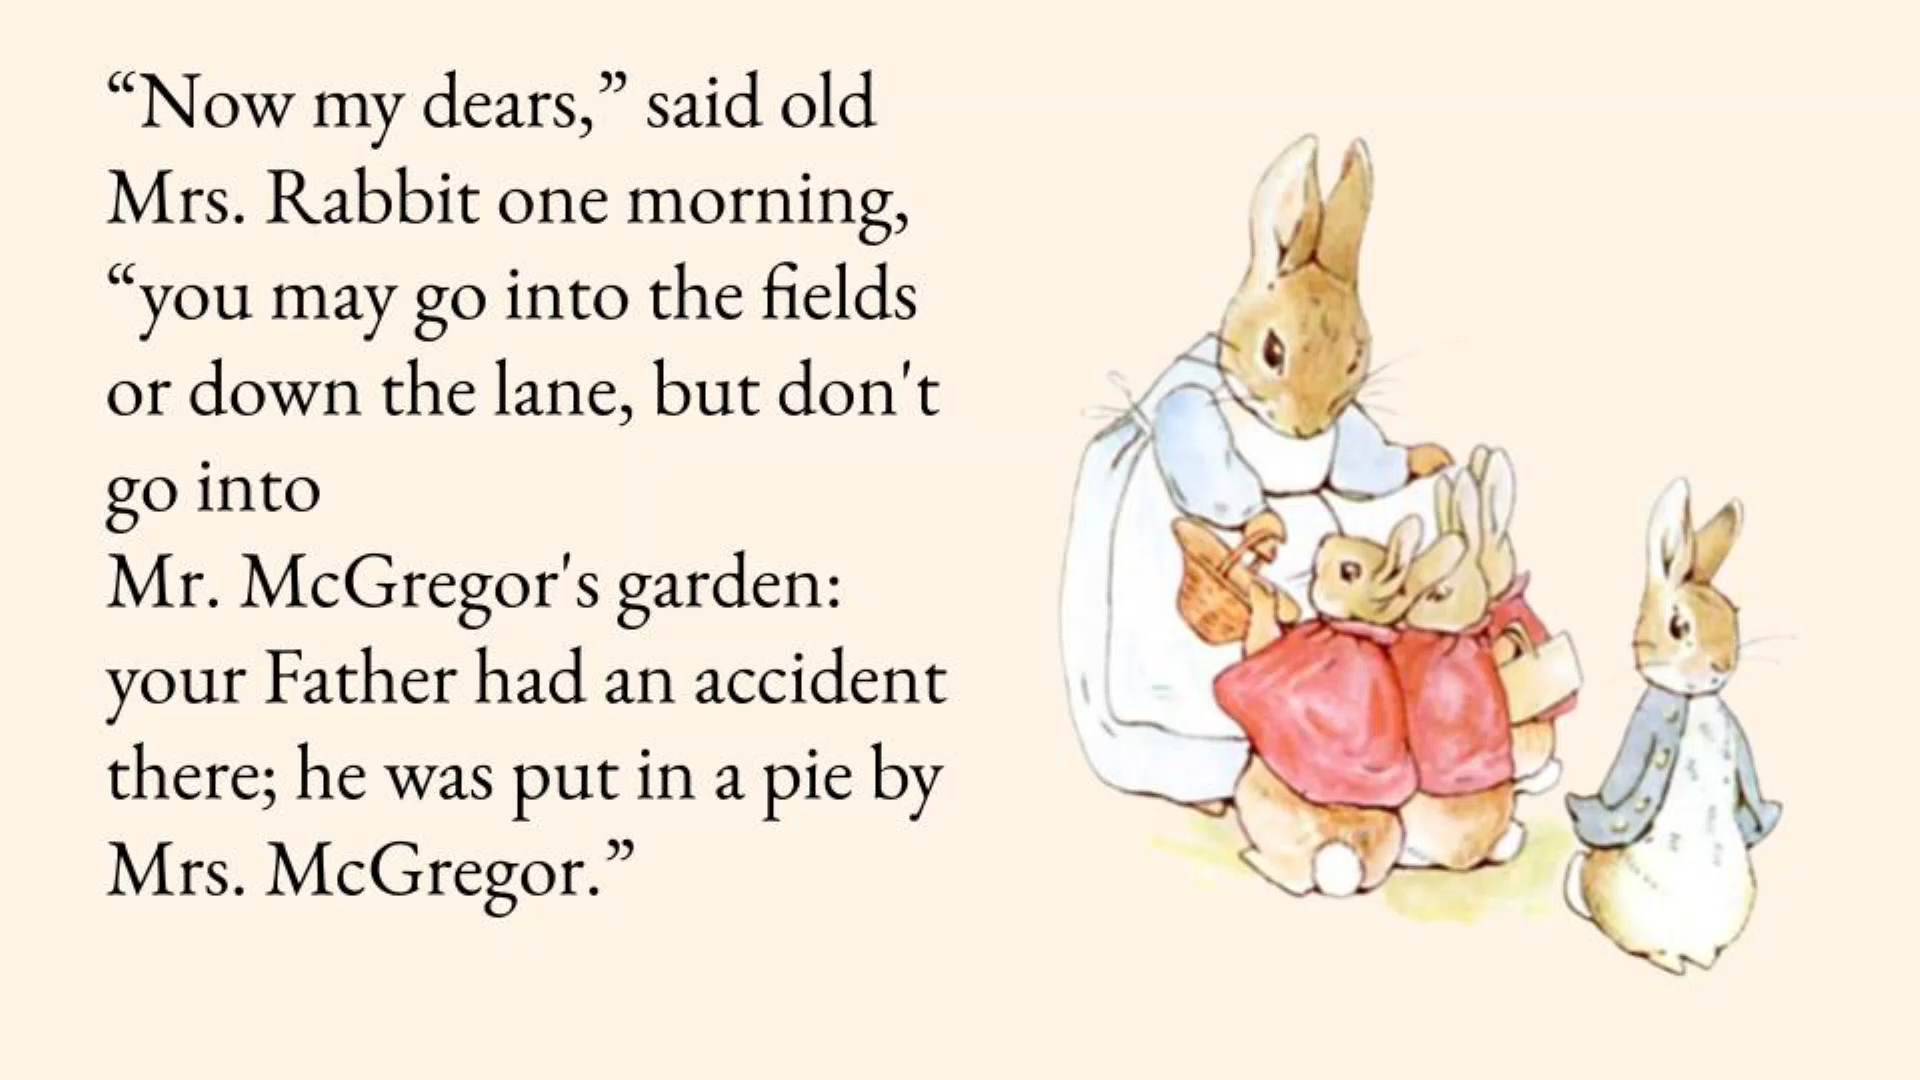 “Now my dears,” said old
Mrs. Rabbit one morning,
“you may go into the fields
or down the lane, but don't
go into
Mr. McGregor's garden:
your Father had an accident
there; he was put in a pie by
Mrs. McGregor.”